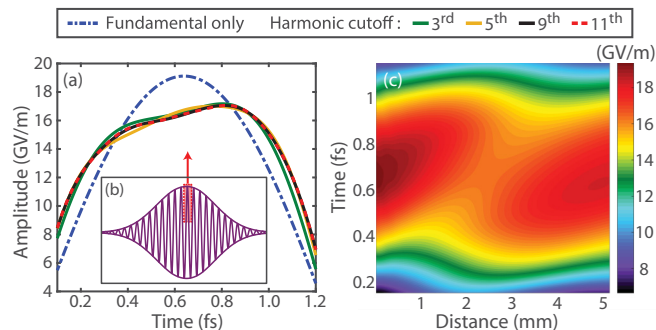 Fundamental only Harmonic cutoff : 3rd 5th 9th 11th
(GV/m)
(a)
20
18
16
14
12
10
8
6
4
Amplitude (GV/m)
(b)
0.2 0.4 0.6 0.8 1.0 1.2
Time (fs)
(c)
1
0.8
0.6
0.4
0.2
Time (fs)
1 2 3 4 5
Distance (mm)
18
16
14
12
10
8